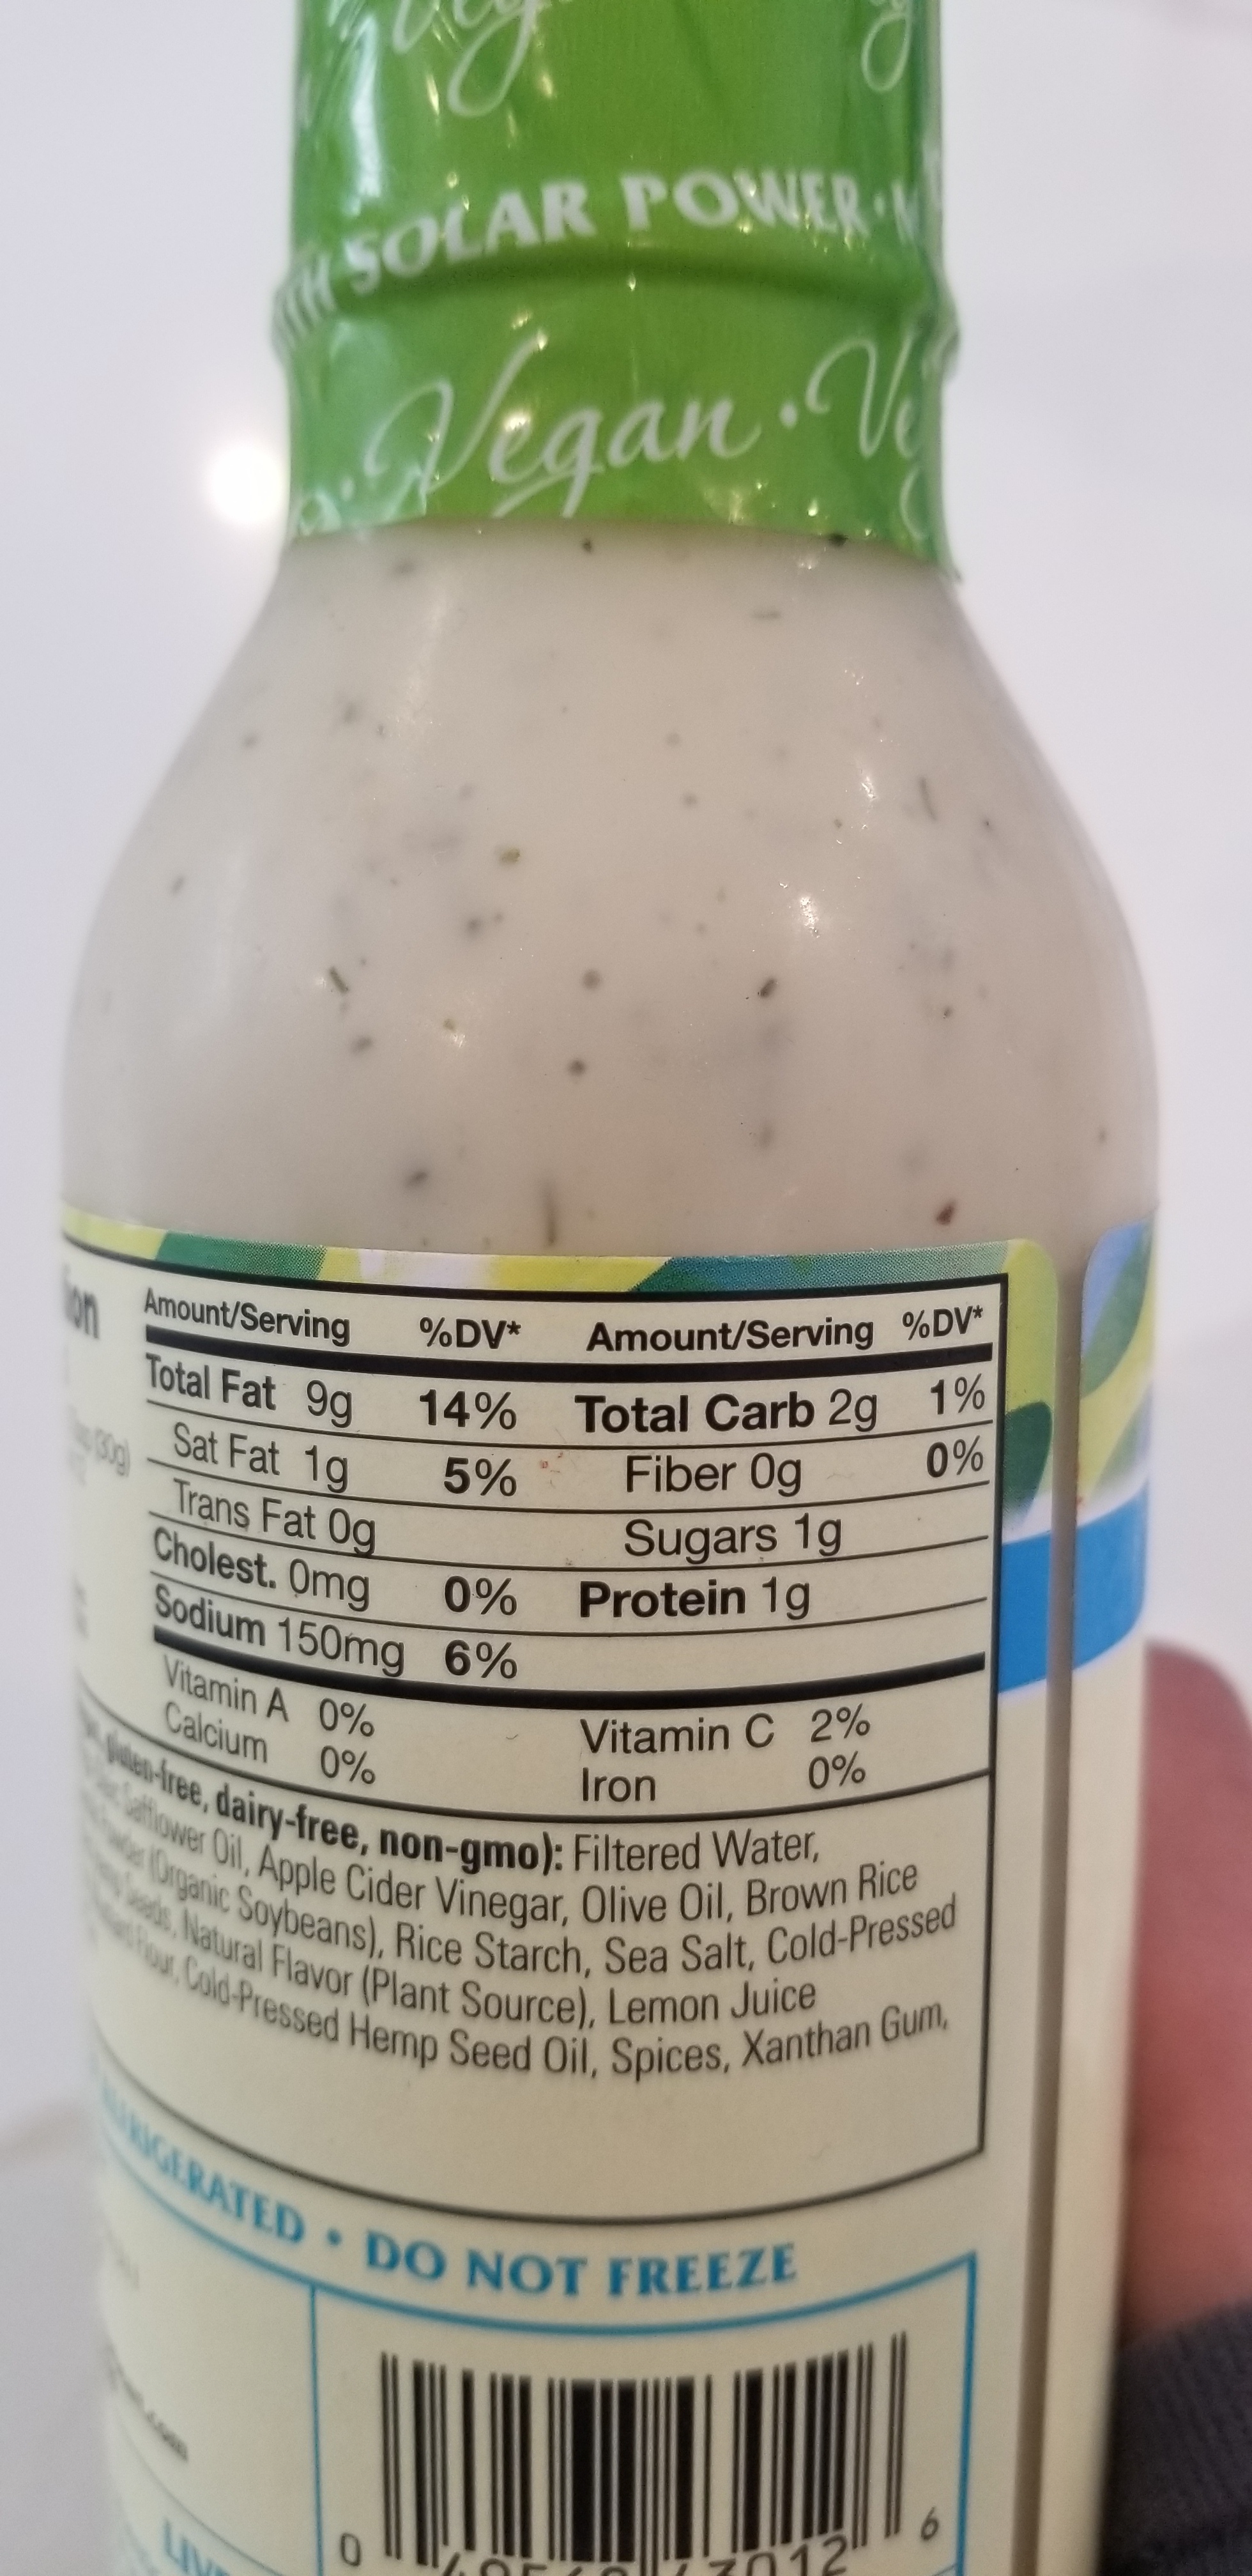 SOLAR POWER
Vegan
Amount/Serving %DV* Amount/Serving %DV*
Total Fat 9g 14% Total Carb 2g 1%
Sat Fat 1g 5% Fiber 0g 0%
Trans Fat 0g Sugars 1g
Cholest. 0mg 0% Protein 1g
Sodium 150mg 6%
Vitamin A 0% Vitamin C 2%
Calcium 0% Iron 0%
gluten-free, dairy-free, non-gmo): Filtered Water,
Safflower Oil, Apple Cider Vinegar, Olive Oil, Brown Rice
(Organic Soybeans), Rice Starch, Sea Salt, Cold-Pressed
Seeds, Natural Flavor (Plant Source), Lemon Juice
Flour, Cold-Pressed Hemp Seed Oil, Spices, Xanthan Gum,
DO NOT FREEZE
0 6